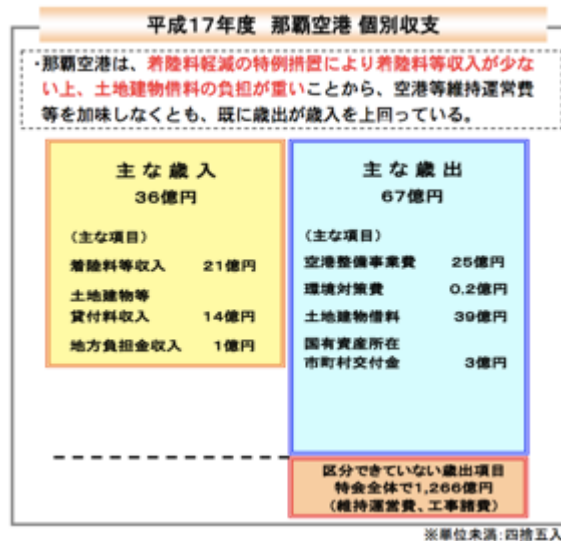 平成17年度 那覇空港 個別収支
・那覇空港は、着陸料軽減の特例措置により着陸料等収入が少な
い上、土地建物借料の負担が重いことから、空港等維持運営費
等を加味しなくとも、既に歳出が歳入を上回っている。
主な歳入
36億円
（主な項目）
着陸料等収入 21億円
土地建物等
貸付料収入 14億円
地方負担金収入 1億円
主な歳出
67億円
（主な項目）
空港整備事業費 25億円
環境対策費 0.2億円
土地建物借料 39億円
国有資産所在
市町村交付金 3億円
区分できていない歳出項目
特会全体で1,266億円
（維持運営費、工事諸費）
※単位未満：四捨五入